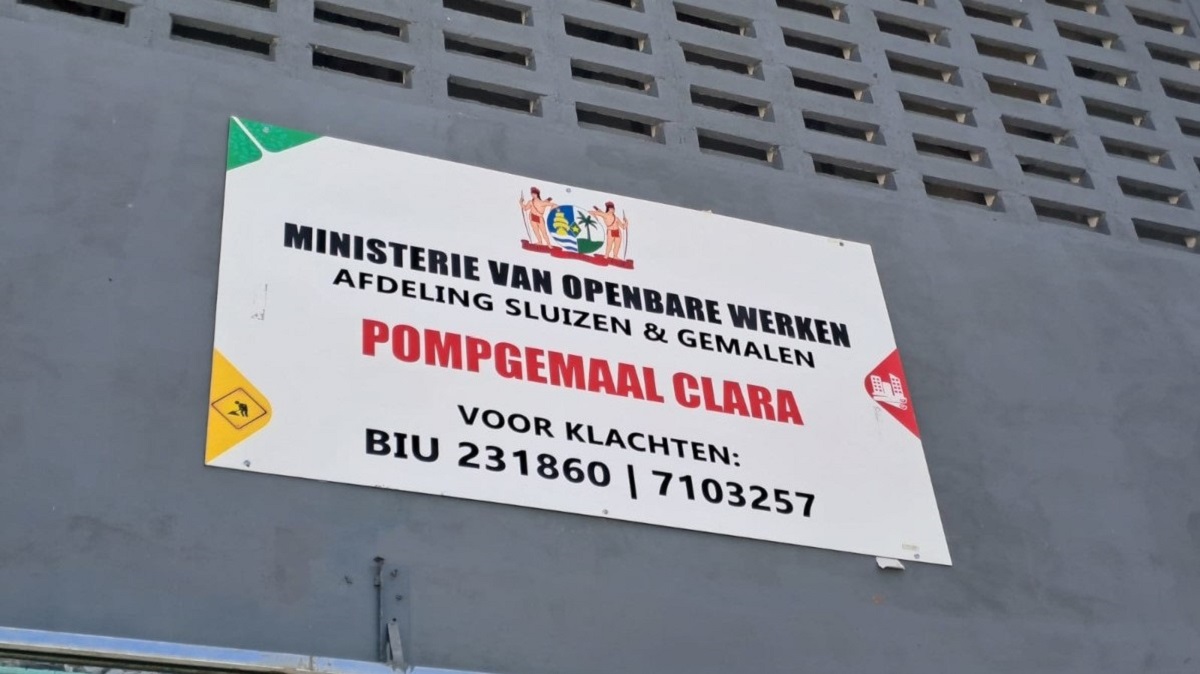 MINISTERIE VAN OPENBARE WERKEN
AFDELING SLUIZEN & GEMALEN
POMPGEMAAL CLARA
VOOR KLACHTEN:
BIU 231860 | 7103257